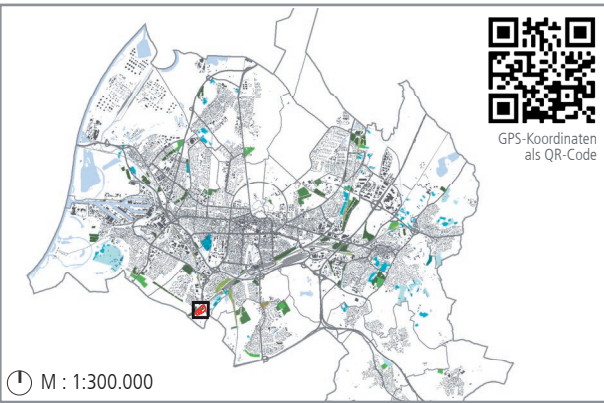 GPS-Koordinaten
als QR-Code
M : 1:300.000